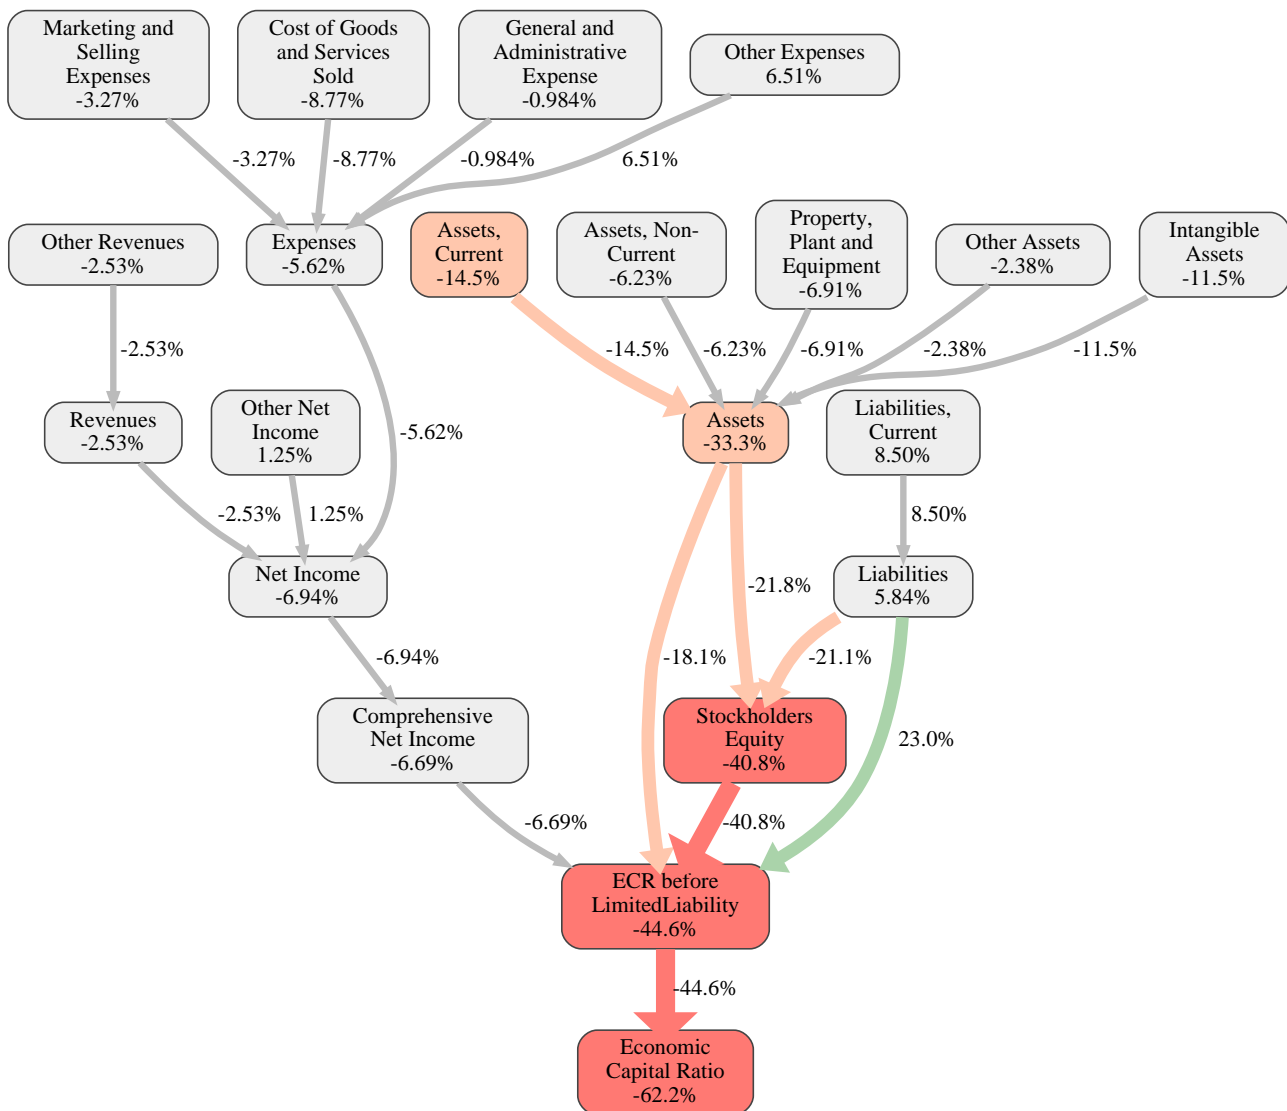 Marketing and
Selling
Expenses
-3.27%
Cost of Goods
and Services
Sold
-8.77%
General and
Administrative
Expense
-0.984%
Other Expenses
6.51%
-3.27%
-8.77%
-0.984%
6.51%
Other Revenues
-2.53%
Expenses
-5.62%
Assets,
Current
-14.5%
Assets, Non-
Current
-6.23%
Property,
Plant and
Equipment
-6.91%
Other Assets
-2.38%
Intangible
Assets
-11.5%
-2.53%
-14.5%
-6.23%
-6.91%
-2.38%
-11.5%
Revenues
-2.53%
Other Net
Income
1.25%
-5.62%
Assets
-33.3%
Liabilities,
Current
8.50%
-2.53%
1.25%
8.50%
Net Income
-6.94%
-21.8%
Liabilities
5.84%
-6.94%
-18.1%
-21.1%
Comprehensive
Net Income
-6.69%
Stockholders
Equity
-40.8%
23.0%
-6.69%
-40.8%
ECR before
LimitedLiability
-44.6%
-44.6%
Economic
Capital Ratio
-62.2%